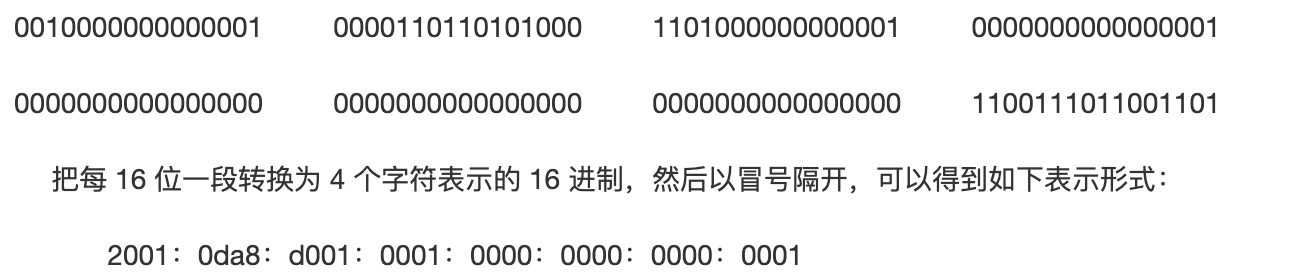 0010000000000001 0000110110101000 1101000000000001 0000000000000001
0000000000000000 0000000000000000 0000000000000000 1100111011001101
把每 16 位一段转换为 4 个字符表示的 16 进制，然后以冒号隔开，可以得到如下表示形式：
2001：0da8：d001：0001：0000：0000：0000：0001